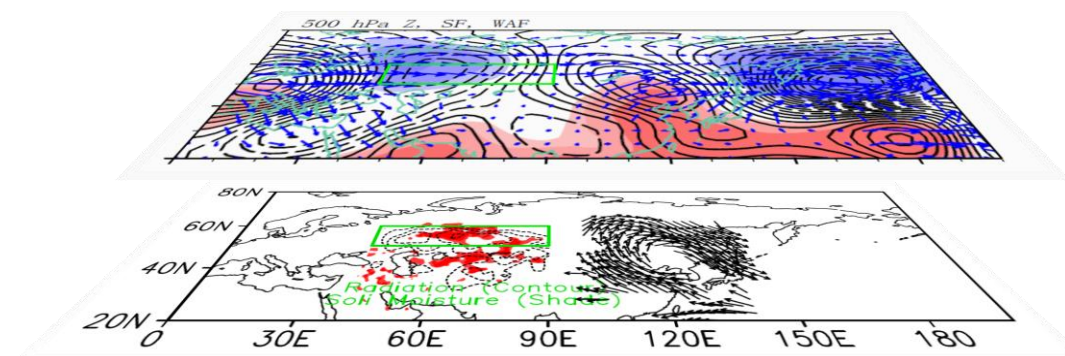 500 hPa Z, SF, WAF
80N
60N
40N
Radiation (Contour)
Soil Moisture (Shade)
20N
0 30E 60E 90E 120E 150E 180